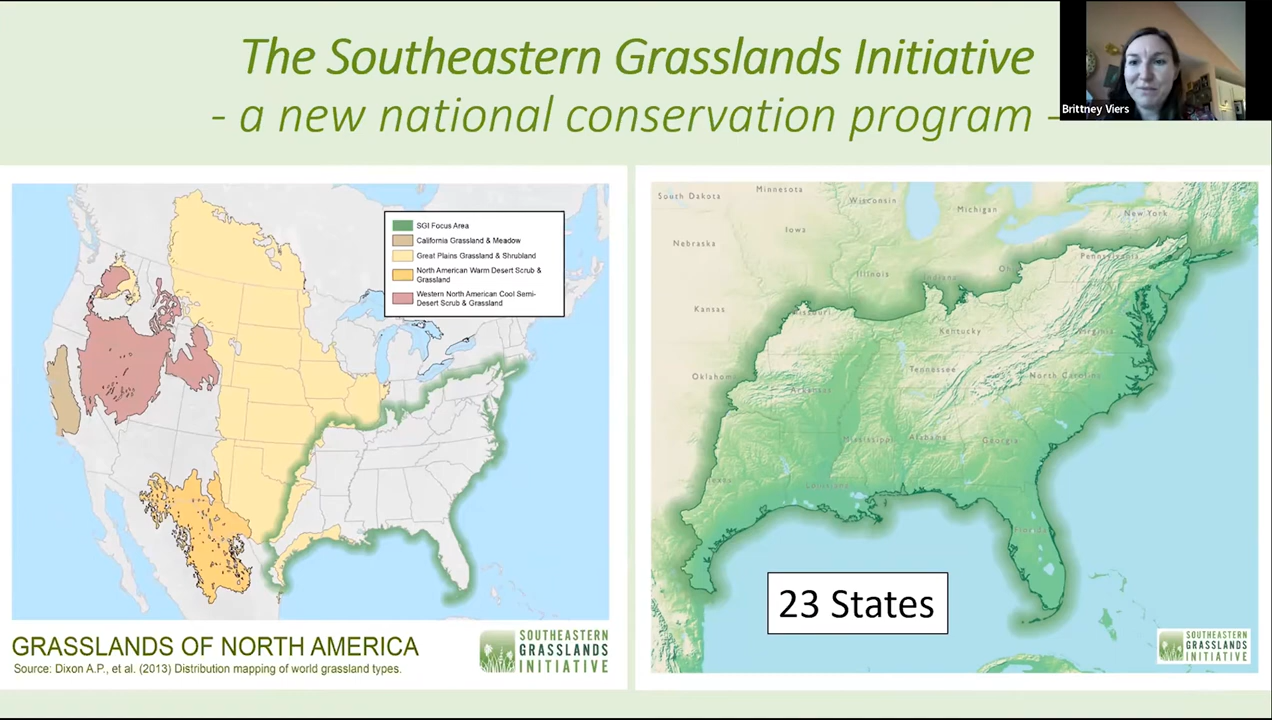 The Southeastern Grasslands Initiative
- a new national conservation program -
Brittney Viers
SGI Focus Area
California Grassland & Meadow
Great Plains Grassland & Shrubland
North American Warm Desert Scrub &
Grassland
Western North American Cool Semi-
Desert Scrub & Grassland
GRASSLANDS OF NORTH AMERICA
Source: Dixon A.P., et al. (2013) Distribution mapping of world grassland types.
SOUTHEASTERN
GRASSLANDS
INITIATIVE
South Dakota
Minnesota
Wisconsin
Michigan
New York
Nebraska
Iowa
Illinois
Indiana
Pennsylvania
Kansas
Missouri
Kentucky
Virginia
Oklahom
Arkansas
Tennessee
North Carolina
Mississippi
Alabama
Georgia
Texas
Louisiana
Florida
23 States
SOUTHEASTERN
GRASSLANDS
INITIATIVE